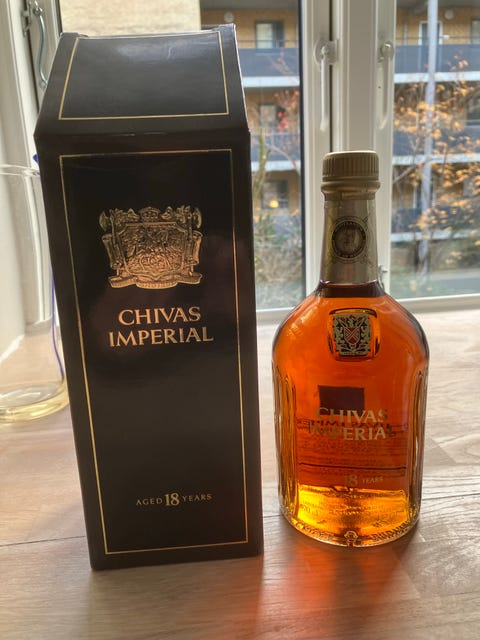 CHIVAS
IMPERIAL
AGED 18 YEARS
CHIVAS
IMPERIAL
18 YEARS